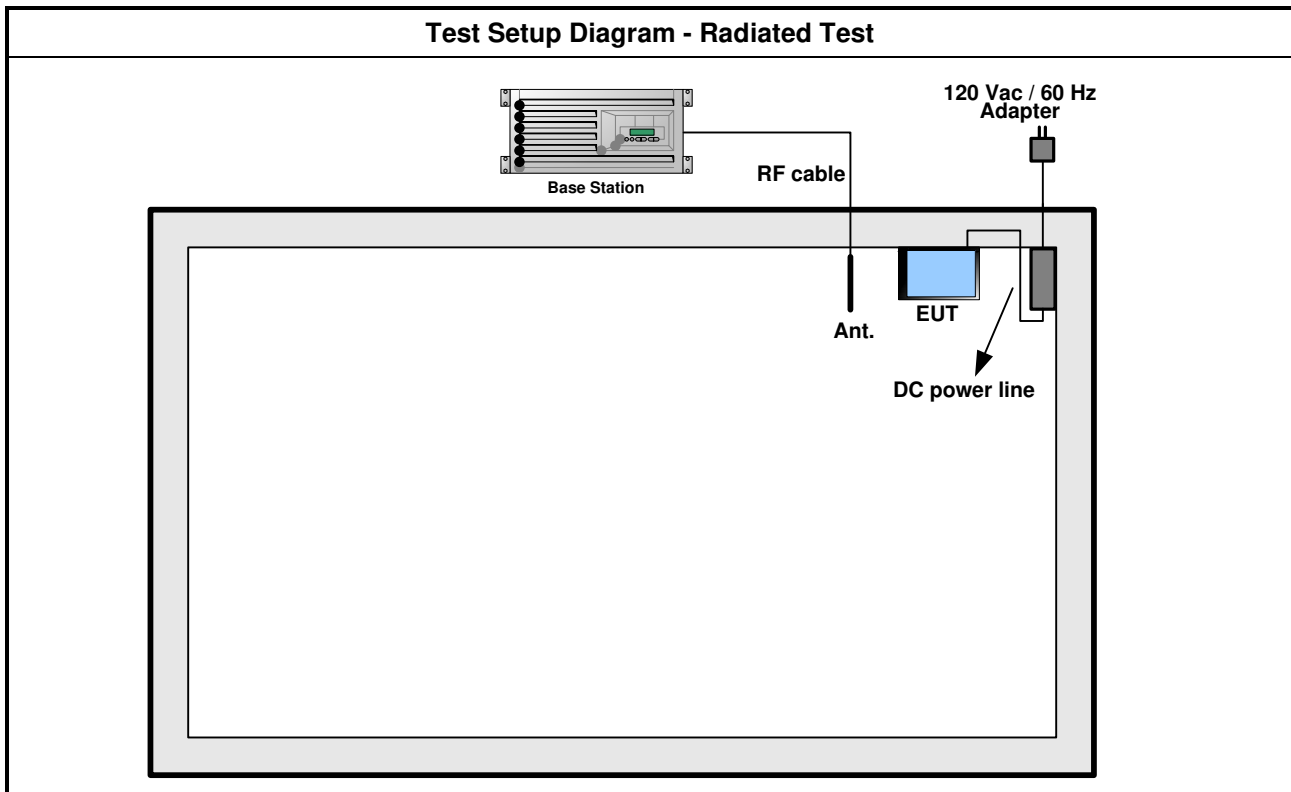 Test Setup Diagram - Radiated Test
120 Vac / 60 Hz
Adapter
RF cable
Base Station
EUT
Ant.
DC power line